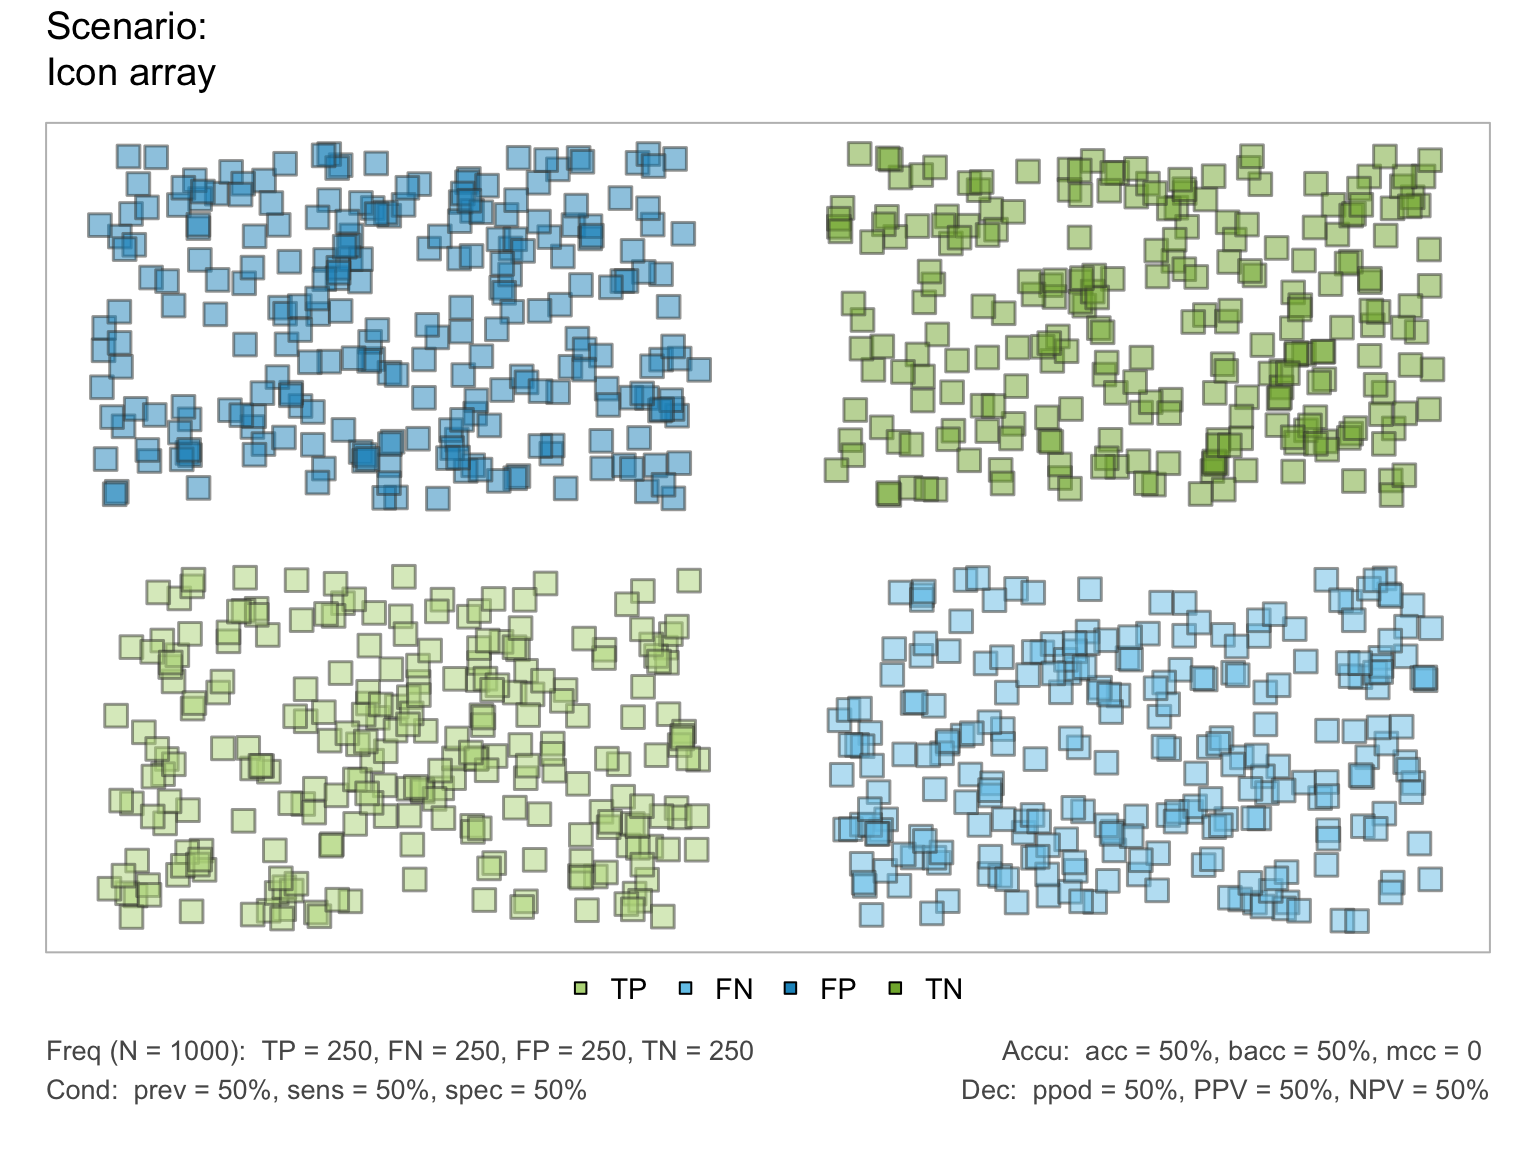 Scenario:
Icon array
TP FN FP TN
Freq (N = 1000):  TP = 250, FN = 250, FP = 250, TN = 250
Accu:  acc = 50%, bacc = 50%, mcc = 0
Cond:  prev = 50%, sens = 50%, spec = 50%
Dec:  ppod = 50%, PPV = 50%, NPV = 50%